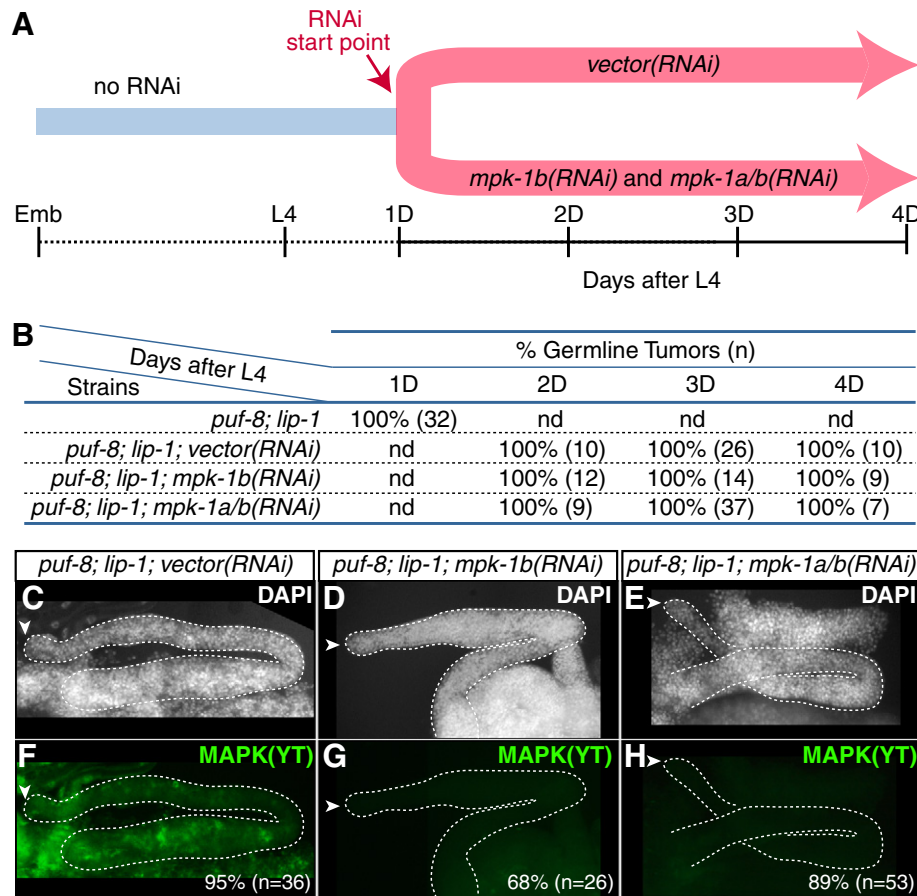 A
RNAi
start point
no RNAi
vector(RNAi)
mpk-1b(RNAi) and mpk-1a/b(RNAi)
Emb L4 1D 2D 3D 4D
Days after L4
B
Days after L4
Strains
% Germline Tumors (n)
1D 2D 3D 4D
puf-8; lip-1 100% (32) nd nd nd
puf-8; lip-1; vector(RNAi) nd 100% (10) 100% (26) 100% (10)
puf-8; lip-1; mpk-1b(RNAi) nd 100% (12) 100% (14) 100% (9)
puf-8; lip-1; mpk-1a/b(RNAi) nd 100% (9) 100% (37) 100% (7)
puf-8; lip-1; vector(RNAi) puf-8; lip-1; mpk-1b(RNAi) puf-8; lip-1; mpk-1a/b(RNAi)
C DAPI D DAPI E DAPI
F MAPK(YT) G MAPK(YT) H MAPK(YT)
95% (n=36) 68% (n=26) 89% (n=53)